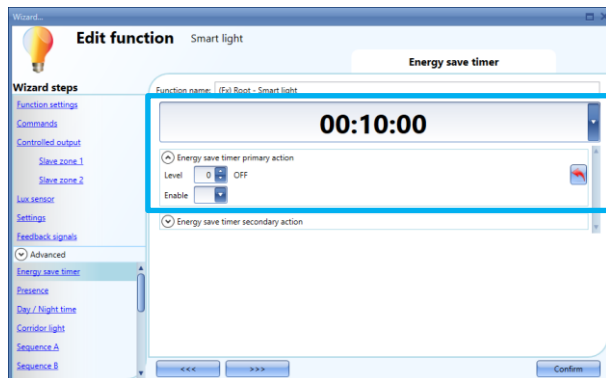 Wizard...
Edit function Smart light
Energy save timer
Wizard steps
Function settings
Commands
Controlled output
Slave zone 1
Slave zone 2
Lux sensor
Settings
Feedback signals
Advanced
Energy save timer
Presence
Day / Night time
Corridor light
Sequence A
Sequence B
Function name: (Fx) Root - Smart light
00:10:00
Energy save timer primary action
Level 0 OFF
Enable
Energy save timer secondary action
<<< >>> Confirm